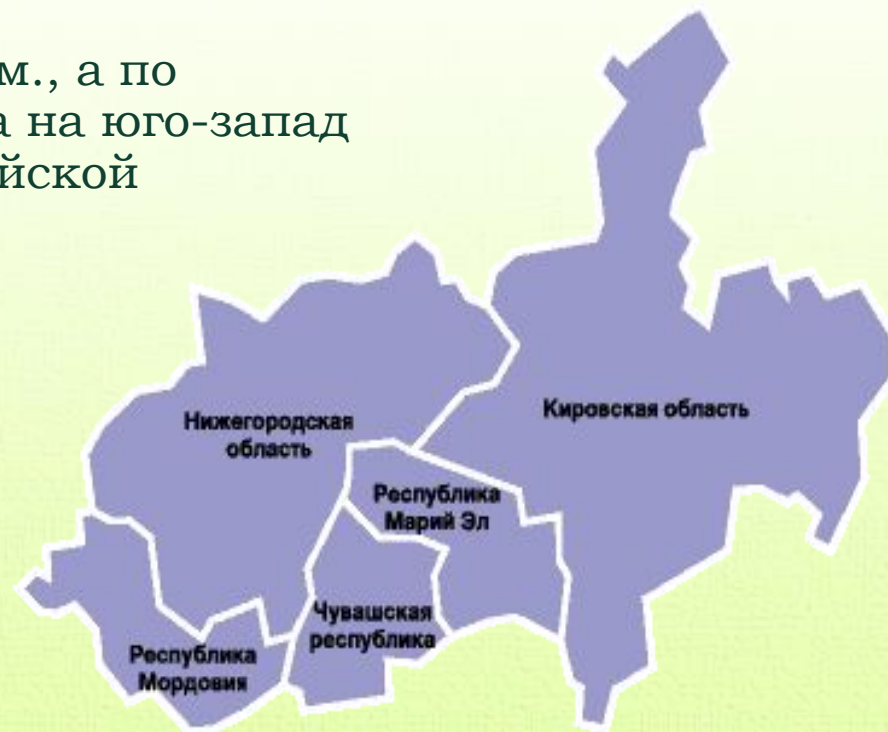 м., а по
а на юго-запад
йской
Нижегородская
область
Кировская область
Республика
Марий Эл
Чувашская
республика
Республика
Мордовия